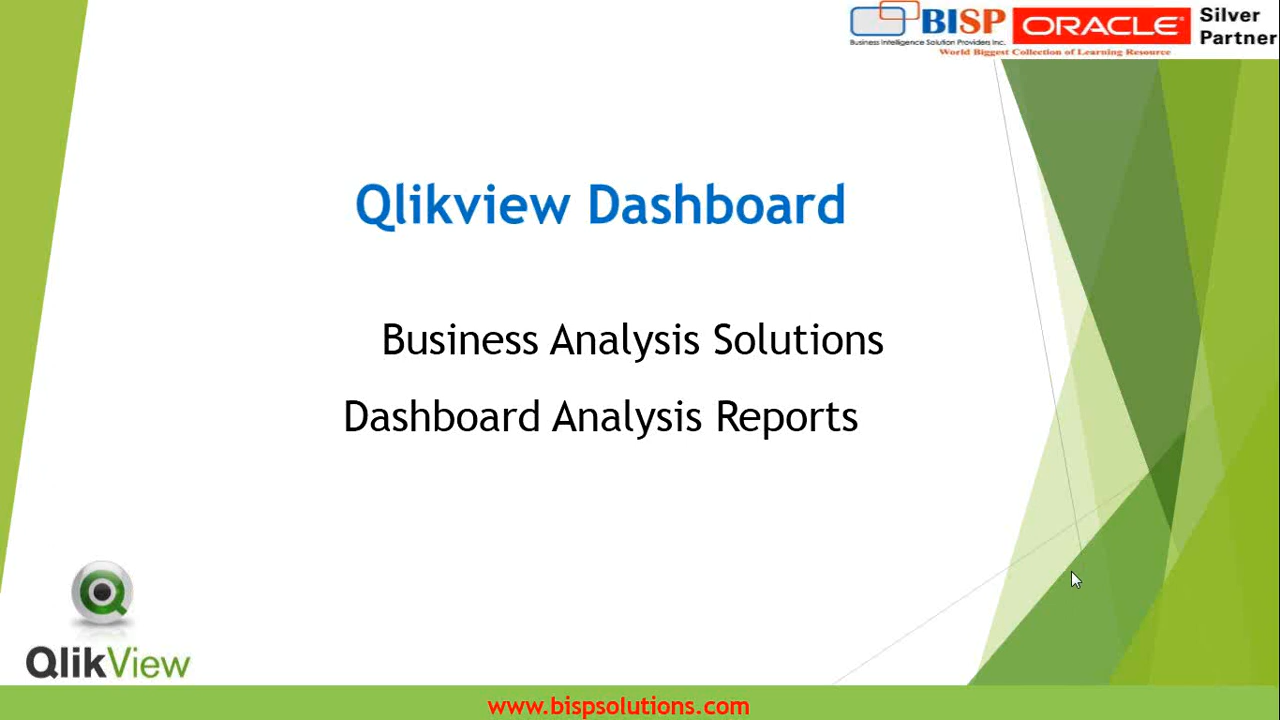 BISP
Business Intelligence Solution Providers Inc.
ORACLE®
Silver
Partner
World Biggest Collection of Learning Resource
Qlikview Dashboard
Business Analysis Solutions
Dashboard Analysis Reports
QlikView
www.bispsolutions.com